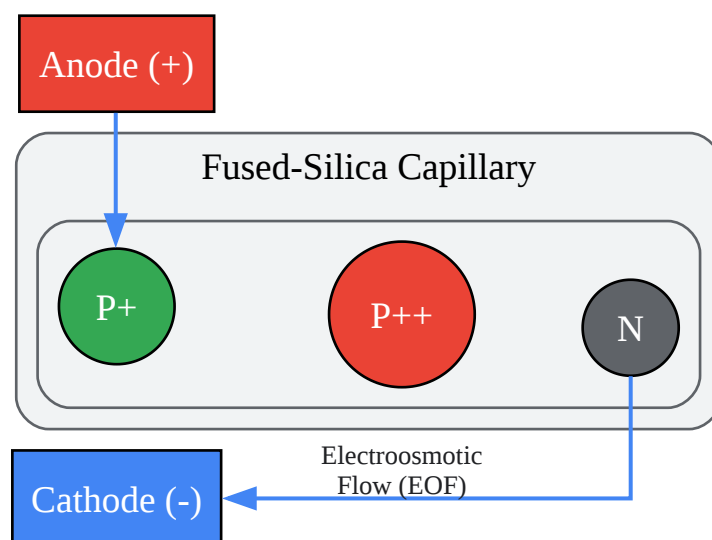 Anode (+)
Fused-Silica Capillary
P+
P++
N
Electroosmotic
Flow (EOF)
Cathode (-)